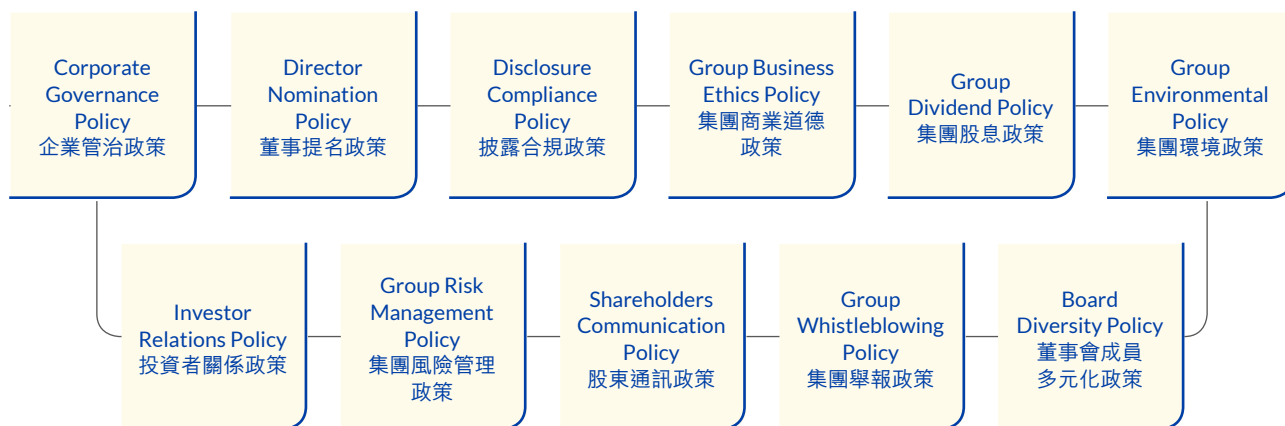 Corporate
Governance
Policy
企業管治政策
Director
Nomination
Policy
董事提名政策
Disclosure
Compliance
Policy
披露合規政策
Group Business
Ethics Policy
集團商業道德
政策
Group
Dividend Policy
集團股息政策
Group
Environmental
Policy
集團環境政策
Investor
Relations Policy
投資者關係政策
Group Risk
Management
Policy
集團風險管理
政策
Shareholders
Communication
Policy
股東通訊政策
Group
Whistleblowing
Policy
集團舉報政策
Board
Diversity Policy
董事會成員
多元化政策